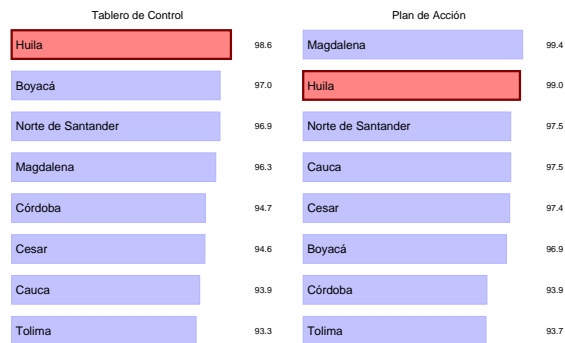 Tablero de Control
Huila 98.6
Boyacá 97.0
Norte de Santander 96.9
Magdalena 96.3
Córdoba 94.7
Cesar 94.6
Cauca 93.9
Tolima 93.3
Plan de Acción
Magdalena 99.4
Huila 99.0
Norte de Santander 97.5
Cauca 97.5
Cesar 97.4
Boyacá 96.9
Córdoba 93.9
Tolima 93.7